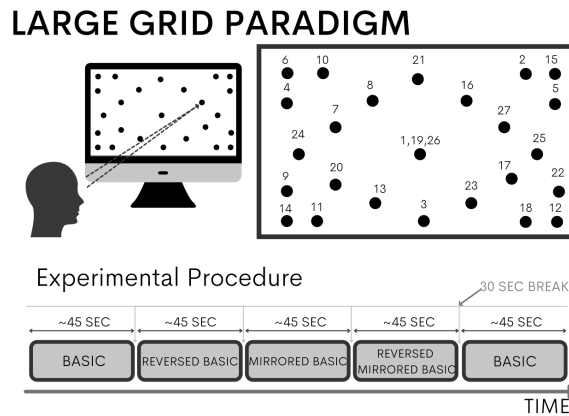 LARGE GRID PARADIGM
6 10 21 2 15
4 8 16 5
7 27
24 1,19,26 25
9 20 17 22
13 23
14 11 3 18 12
Experimental Procedure
30 SEC BREAK
~45 SEC ~45 SEC ~45 SEC ~45 SEC ~45 SEC
BASIC REVERSED BASIC MIRRORED BASIC REVERSED MIRRORED BASIC BASIC
TIME